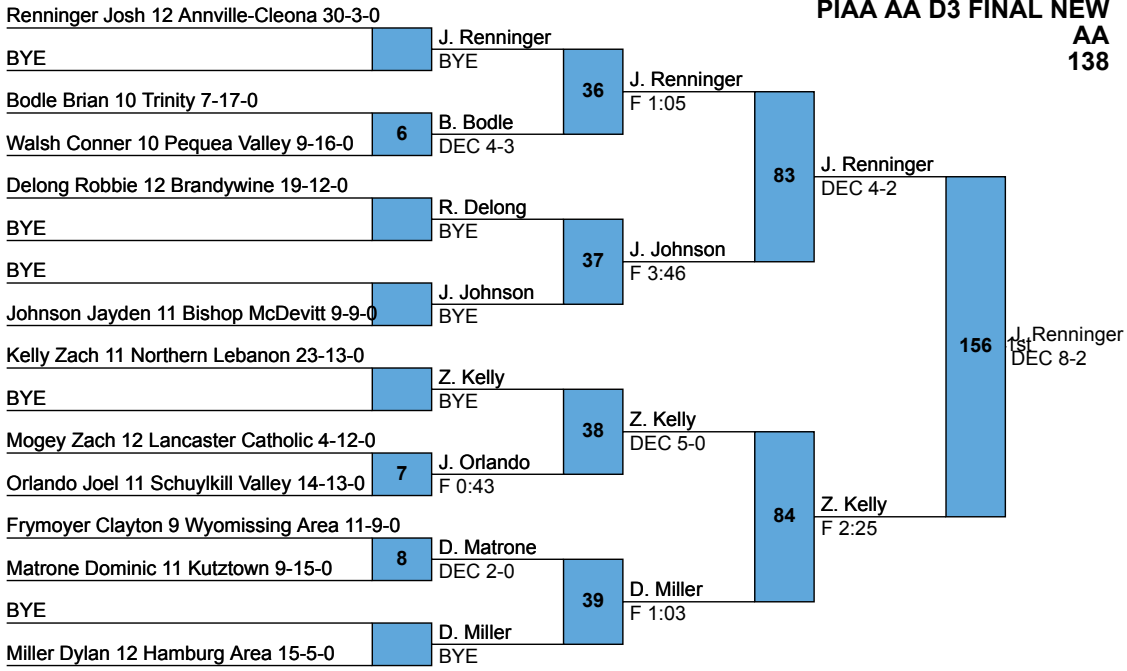 PIAA AA D3 FINAL NEW
AA
138
Renninger Josh 12 Annville-Cleona 30-3-0
BYE
J. Renninger
BYE
Bodle Brian 10 Trinity 7-17-0
Walsh Conner 10 Pequea Valley 9-16-0
6
B. Bodle
DEC 4-3
36
J. Renninger
F 1:05
Delong Robbie 12 Brandywine 19-12-0
BYE
R. Delong
BYE
BYE
Johnson Jayden 11 Bishop McDevitt 9-9-0
J. Johnson
BYE
37
J. Johnson
F 3:46
83
J. Renninger
DEC 4-2
Kelly Zach 11 Northern Lebanon 23-13-0
BYE
Z. Kelly
BYE
Mogey Zach 12 Lancaster Catholic 4-12-0
Orlando Joel 11 Schuylkill Valley 14-13-0
7
J. Orlando
F 0:43
38
Z. Kelly
DEC 5-0
Frymoyer Clayton 9 Wyomissing Area 11-9-0
Matrone Dominic 11 Kutztown 9-15-0
8
D. Matrone
DEC 2-0
BYE
Miller Dylan 12 Hamburg Area 15-5-0
D. Miller
BYE
39
D. Miller
F 1:03
84
Z. Kelly
F 2:25
156
1st
J. Renninger
DEC 8-2